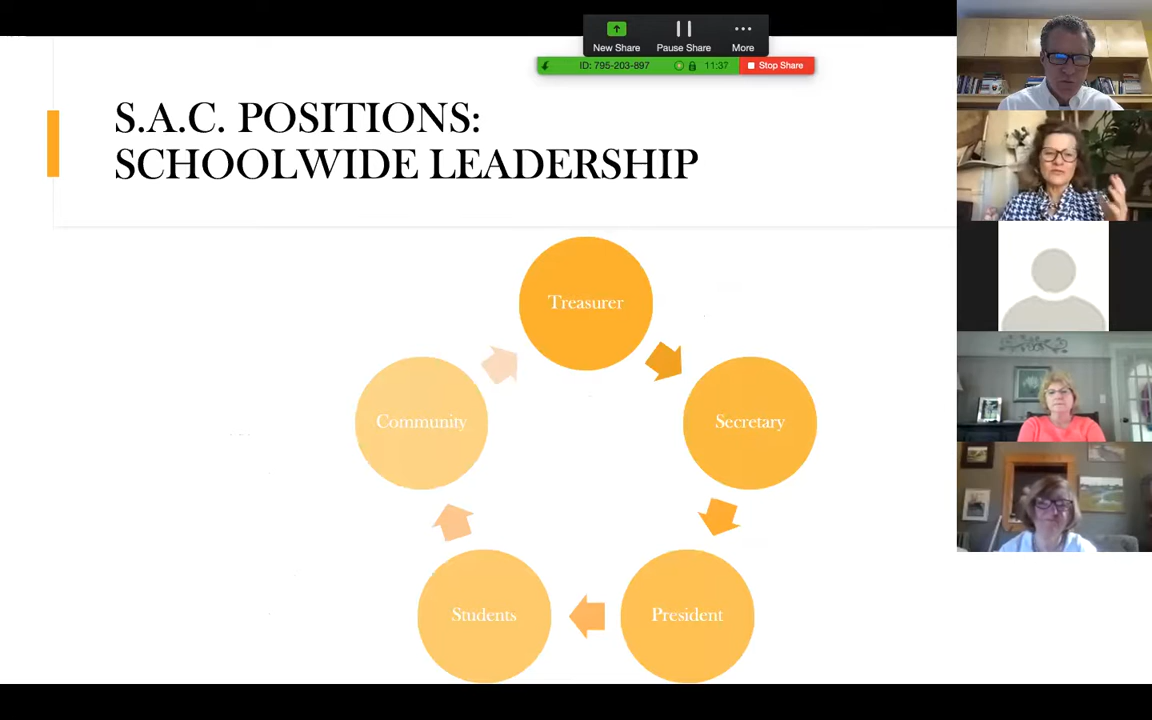 New Share
Pause Share
More
ID: 795-203-897
11:37
Stop Share
S.A.C. POSITIONS:
SCHOOLWIDE LEADERSHIP
Treasurer
Community
Secretary
Students
President